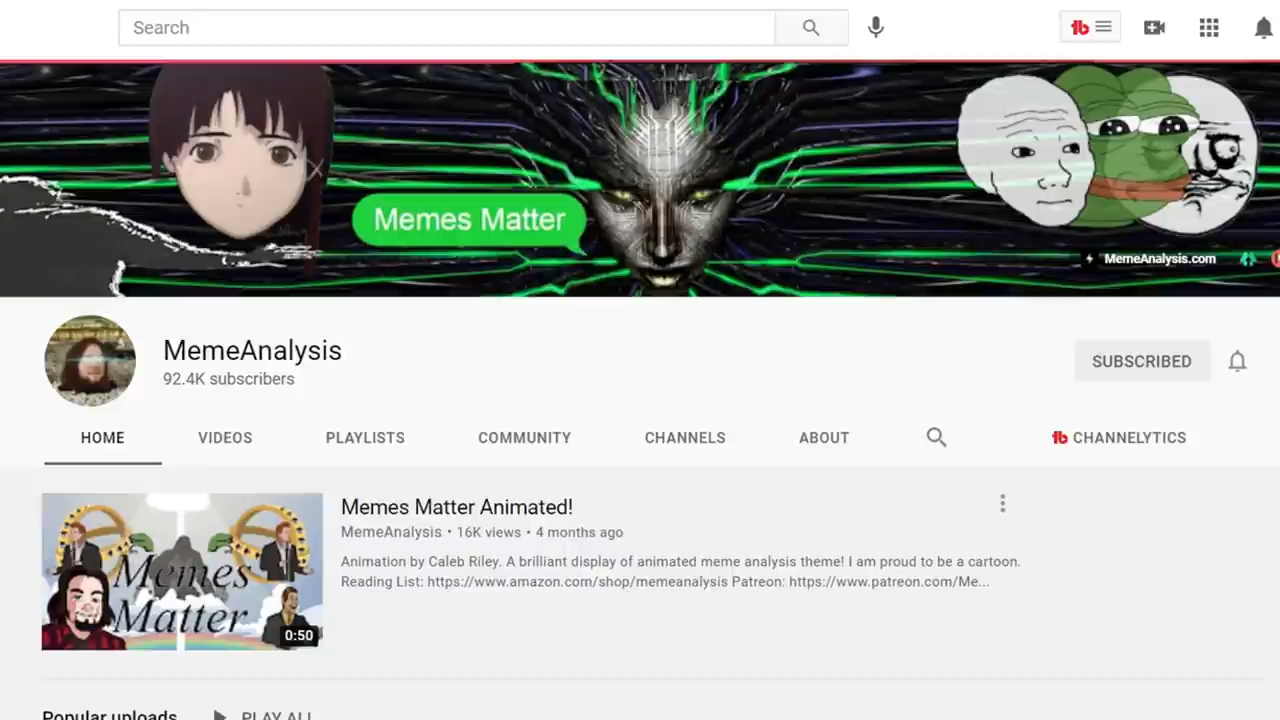 Search
Memes Matter
MemeAnalysis.com
MemeAnalysis
92.4K subscribers
SUBSCRIBED
HOME VIDEOS PLAYLISTS COMMUNITY CHANNELS ABOUT CHANNELYTICS
Memes
Matter
0:50
Memes Matter Animated!
MemeAnalysis • 16K views • 4 months ago
Animation by Caleb Riley. A brilliant display of animated meme analysis theme! I am proud to be a cartoon.
Reading List: https://www.amazon.com/shop/memeanalysis Patreon: https://www.patreon.com/Me...
Popular uploads PLAY ALL